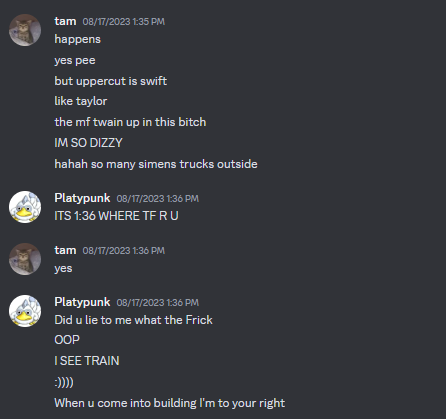 tam 08/17/2023 1:35 PM
happens
yes pee
but uppercut is swift
like taylor
the mf twain up in this bitch
IM SO DIZZY
hahah so many simens trucks outside
Platypunk 08/17/2023 1:36 PM
ITS 1:36 WHERE TF R U
tam 08/17/2023 1:36 PM
yes
Platypunk 08/17/2023 1:36 PM
Did u lie to me what the Frick
OOP
I SEE TRAIN
:))))
When u come into building I'm to your right